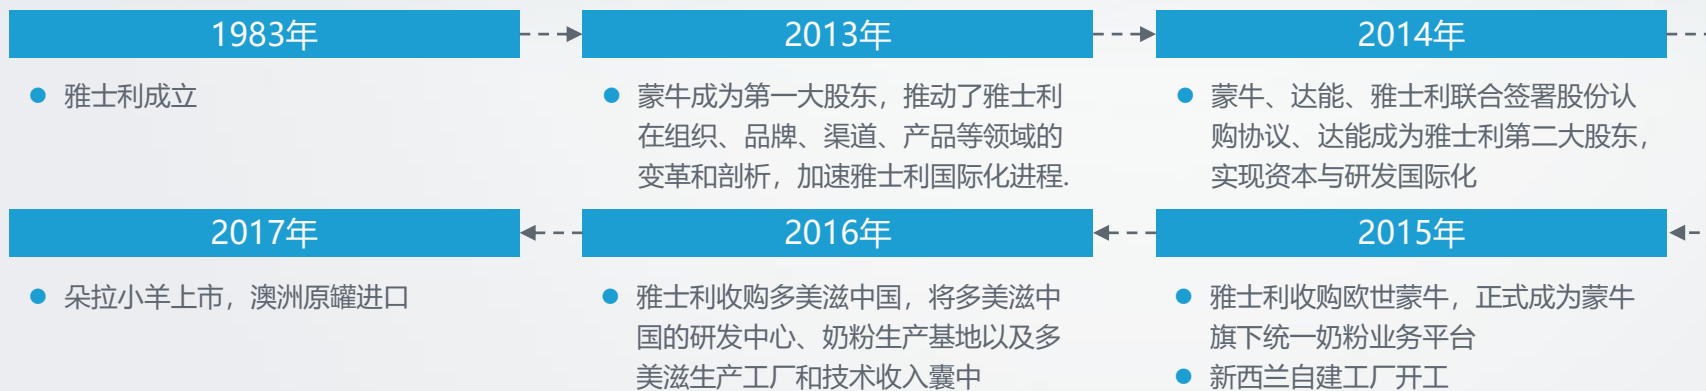 1983年
雅士利成立
2013年
蒙牛成为第一大股东，推动了雅士利
在组织、品牌、渠道、产品等领域的
变革和剖析，加速雅士利国际化进程.
2014年
蒙牛、达能、雅士利联合签署股份认
购协议、达能成为雅士利第二大股东，
实现资本与研发国际化
2015年
雅士利收购欧世蒙牛，正式成为蒙牛
旗下统一奶粉业务平台
新西兰自建工厂开工
2016年
雅士利收购多美滋中国，将多美滋中
国的研发中心、奶粉生产基地以及多
美滋生产工厂和技术收入囊中
2017年
朵拉小羊上市，澳洲原罐进口